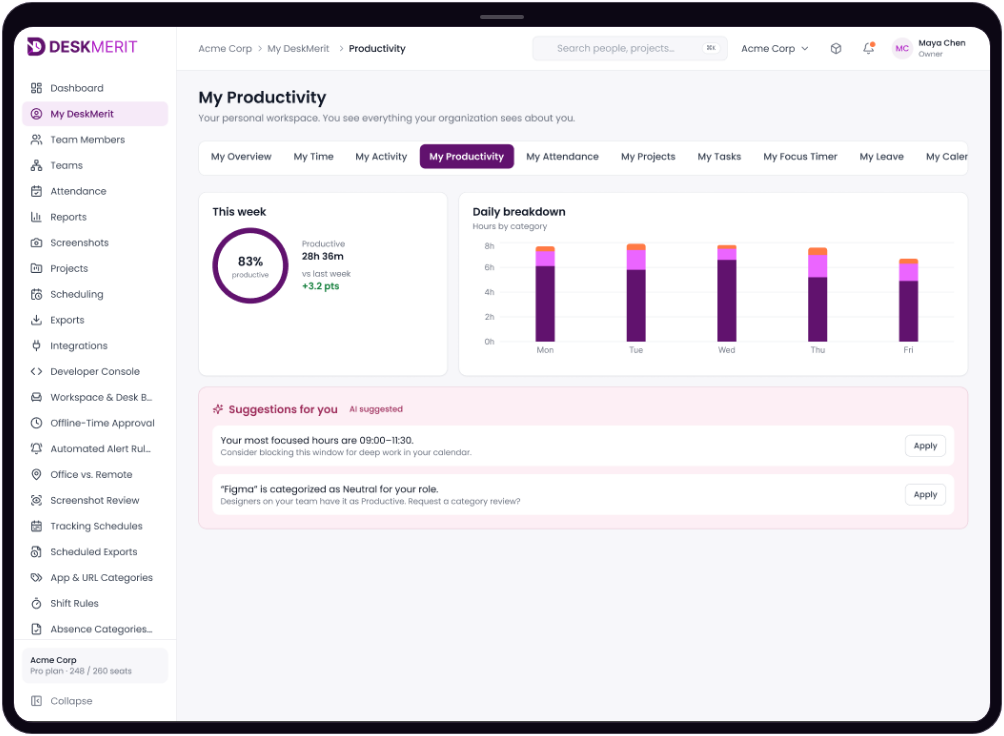 DESKMERIT
Acme Corp > My DeskMerit > Productivity
Search people, projects... ⌘K
Acme Corp
MC
Maya Chen
Owner
Dashboard
My DeskMerit
Team Members
Teams
Attendance
Reports
Screenshots
Projects
Scheduling
Exports
Integrations
Developer Console
Workspace & Desk B...
Offline-Time Approval
Automated Alert Rul...
Office vs. Remote
Screenshot Review
Tracking Schedules
Scheduled Exports
App & URL Categories
Shift Rules
Absence Categories...
Acme Corp
Pro plan · 248 / 260 seats
Collapse
My Productivity
Your personal workspace. You see everything your organization sees about you.
My Overview My Time My Activity My Productivity My Attendance My Projects My Tasks My Focus Timer My Leave My Caler
This week
83%
productive
Productive
28h 36m
vs last week
+3.2 pts
Daily breakdown
Hours by category
8h
6h
4h
2h
0h
Mon Tue Wed Thu Fri
Suggestions for you AI suggested
Your most focused hours are 09:00–11:30.
Consider blocking this window for deep work in your calendar.
Apply
“Figma” is categorized as Neutral for your role.
Designers on your team have it as Productive. Request a category review?
Apply